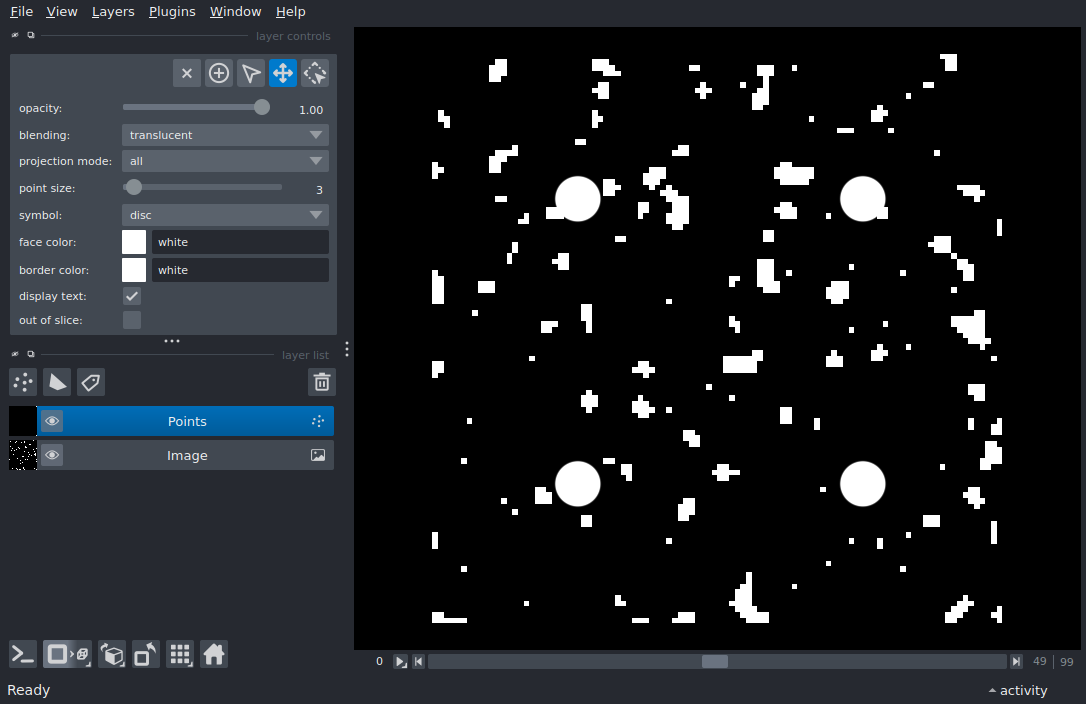 File View Layers Plugins Window Help
layer controls
opacity: 1.00
blending: translucent
projection mode: all
point size: 3
symbol: disc
face color: white
border color: white
display text:
out of slice:
layer list
Points
Image
0 49 99
Ready activity